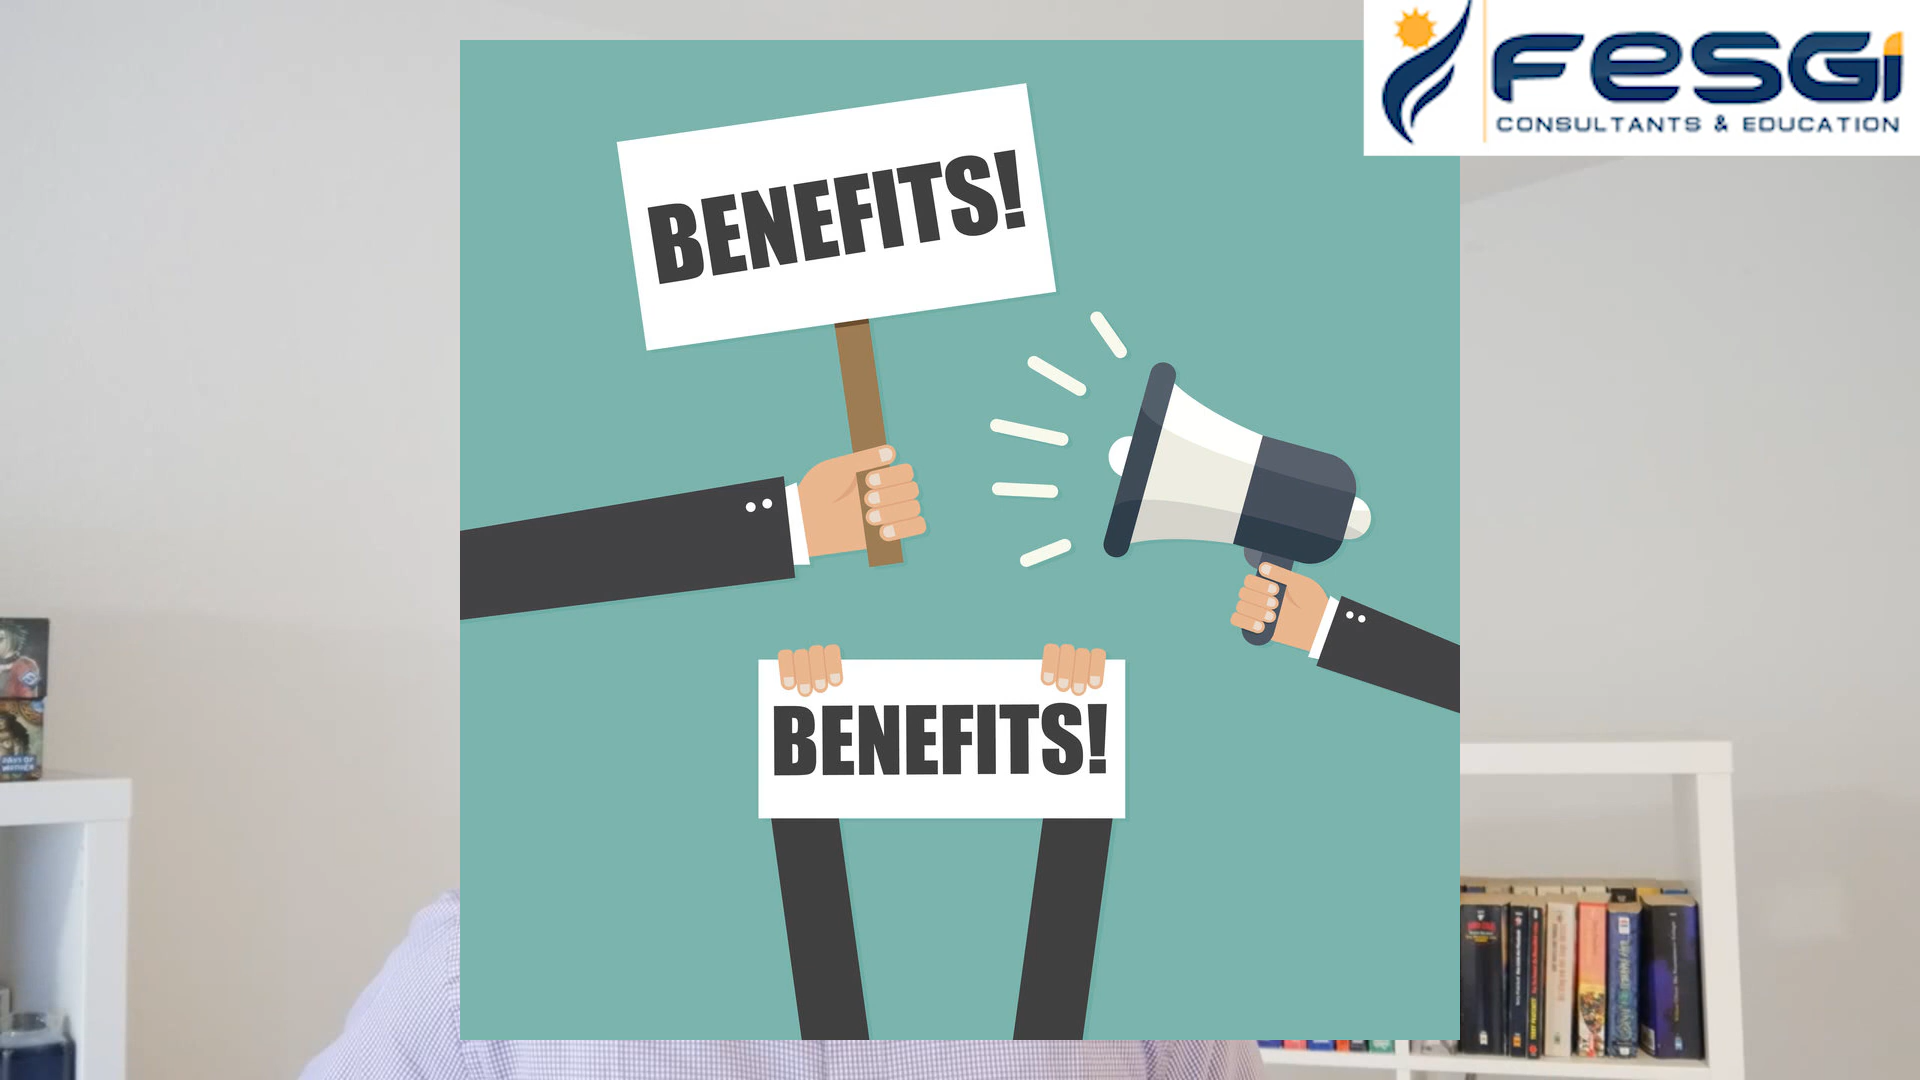 FESGI
CONSULTANTS & EDUCATION
BENEFITS!
BENEFITS!